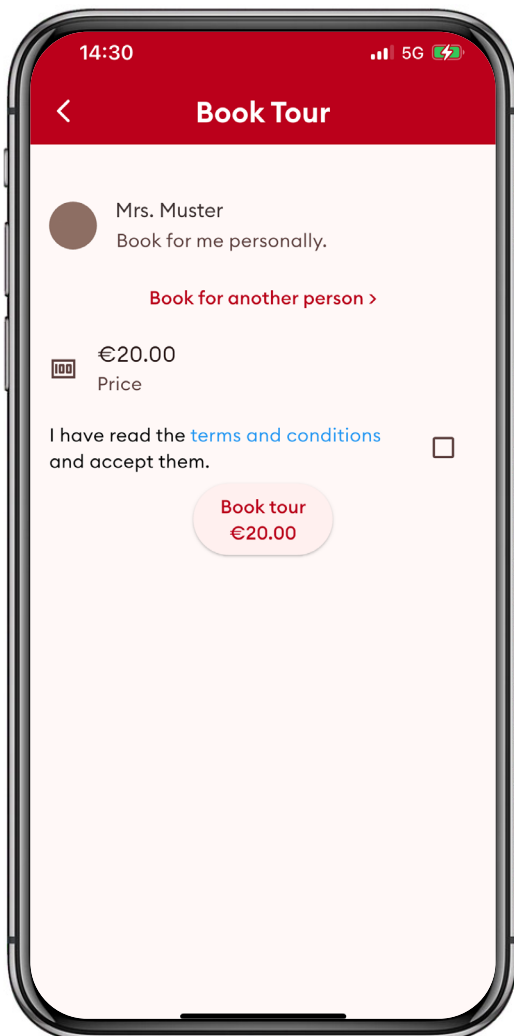 14:30 5G
Book Tour
Mrs. Muster
Book for me personally.
Book for another person >
100
€20.00
Price
I have read the terms and conditions
and accept them.
Book tour
€20.00